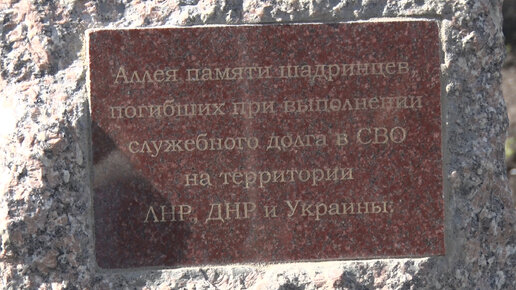 Аллея памяти шадринцев,
погибших при выполнении
служебного долга в СВО
на территории
ЛНР, ДНР и Украины.